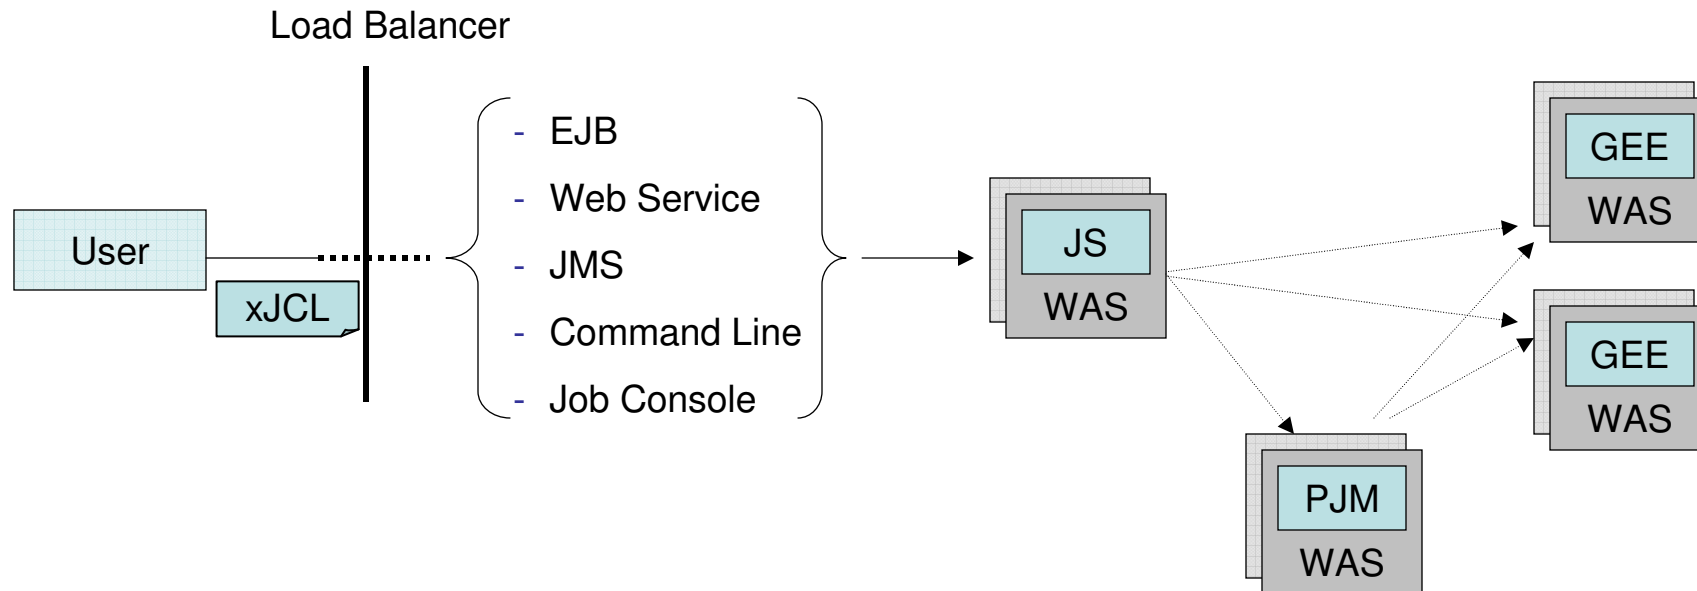 Load Balancer
User
xJCL
- EJB
- Web Service
- JMS
- Command Line
- Job Console
JS
WAS
GEE
WAS
GEE
WAS
PJM
WAS